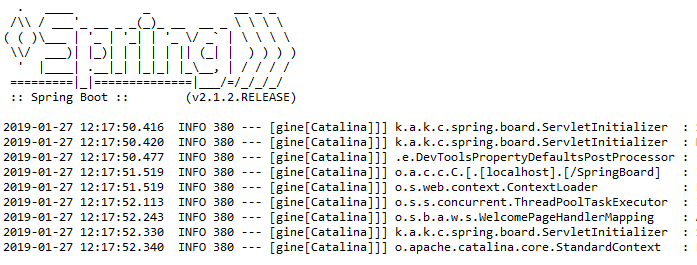 .   ____          _            __ _ _
 /\\ / ___'_ __ _ _(_)_ __  __ _ \ \ \ \
( ( )\___ | '_ | '_| | '_ \/ _` | \ \ \ \
 \\/  ___)| |_)| | | | | || (_| |  ) ) ) )
  '  |____| .__|_| |_|_| |_\__, | / / / /
 =========|_|==============|___/=/_/_/_/
 :: Spring Boot ::        (v2.1.2.RELEASE)
2019-01-27 12:17:50.416  INFO 380 --- [gine[Catalina]]] k.a.k.c.spring.board.ServletInitializer  :
2019-01-27 12:17:50.420  INFO 380 --- [gine[Catalina]]] k.a.k.c.spring.board.ServletInitializer  :
2019-01-27 12:17:50.477  INFO 380 --- [gine[Catalina]]] .e.DevToolsPropertyDefaultsPostProcessor :
2019-01-27 12:17:51.519  INFO 380 --- [gine[Catalina]]] o.a.c.c.C.[.[localhost].[/SpringBoard]   :
2019-01-27 12:17:51.519  INFO 380 --- [gine[Catalina]]] o.s.web.context.ContextLoader            :
2019-01-27 12:17:52.113  INFO 380 --- [gine[Catalina]]] o.s.s.concurrent.ThreadPoolTaskExecutor  :
2019-01-27 12:17:52.243  INFO 380 --- [gine[Catalina]]] o.s.b.a.w.s.WelcomePageHandlerMapping    :
2019-01-27 12:17:52.330  INFO 380 --- [gine[Catalina]]] k.a.k.c.spring.board.ServletInitializer  :
2019-01-27 12:17:52.340  INFO 380 --- [gine[Catalina]]] o.apache.catalina.core.StandardContext   :